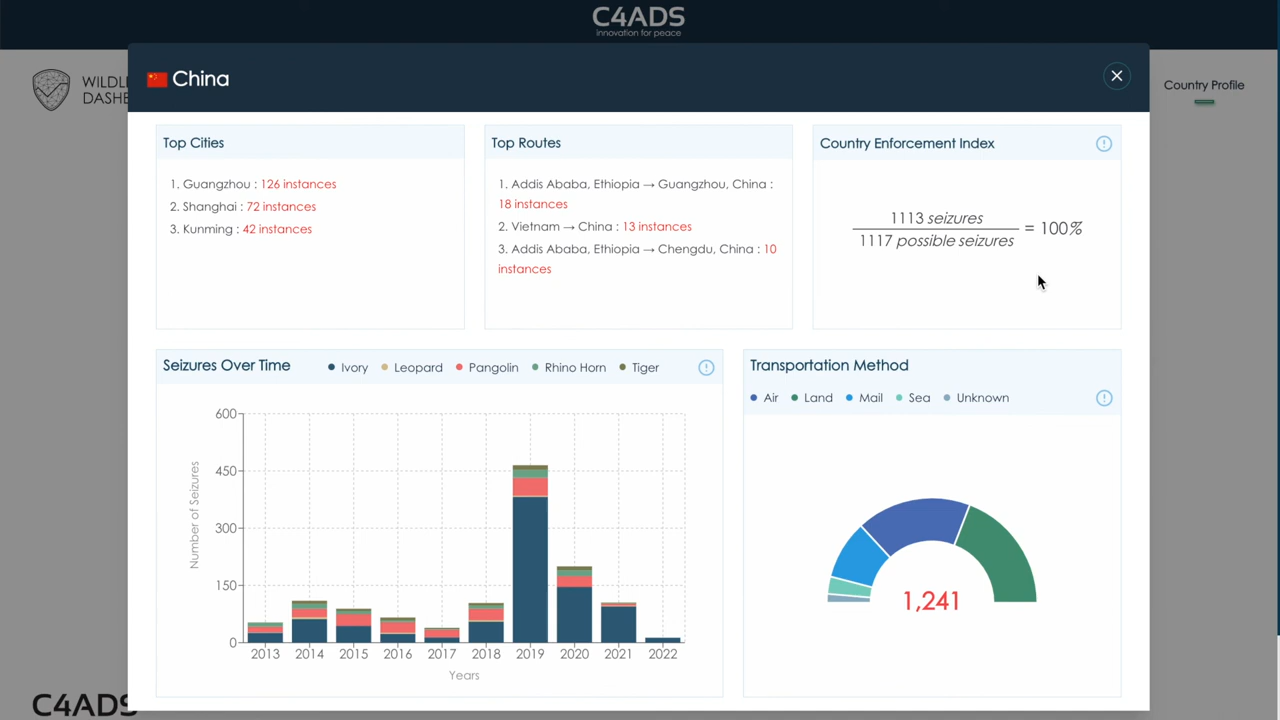 C4ADS
innovation for peace
WILDL
DASHB
Country Profile
China
Top Cities
1. Guangzhou : 126 instances
2. Shanghai : 72 instances
3. Kunming : 42 instances
Top Routes
1. Addis Ababa, Ethiopia → Guangzhou, China :
18 instances
2. Vietnam → China : 13 instances
3. Addis Ababa, Ethiopia → Chengdu, China : 10
instances
Country Enforcement Index
1113 seizures
1117 possible seizures
= 100%
Seizures Over Time
Ivory Leopard Pangolin Rhino Horn Tiger
Number of Seizures
600
450
300
150
0
2013 2014 2015 2016 2017 2018 2019 2020 2021 2022
Years
Transportation Method
Air Land Mail Sea Unknown
1,241
C4ADS